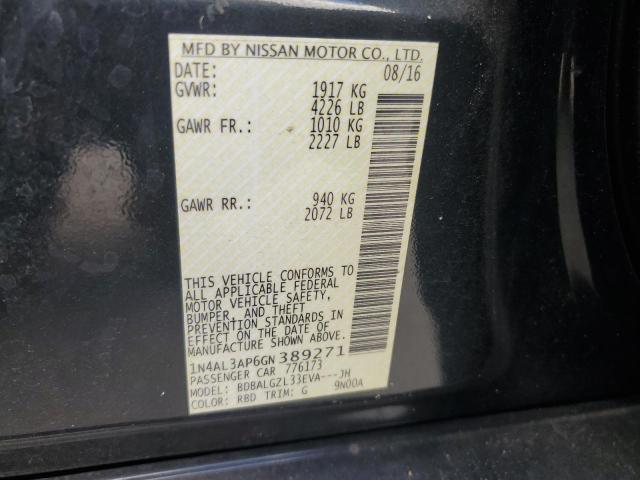 MFD BY NISSAN MOTOR CO., LTD.
DATE: 08/16
GVWR: 1917 KG
4226 LB
GAWR FR.: 1010 KG
2227 LB
GAWR RR.: 940 KG
2072 LB
THIS VEHICLE CONFORMS TO
ALL APPLICABLE FEDERAL
MOTOR VEHICLE SAFETY,
BUMPER, AND THEFT
PREVENTION STANDARDS IN
EFFECT ON THE DATE OF
MANUFACTURE SHOWN ABOVE.
1N4AL3AP6GN 389271
PASSENGER CAR 776173
MODEL: BDBALGZL33EVA---JH
COLOR: RBD TRIM: G 9N00A